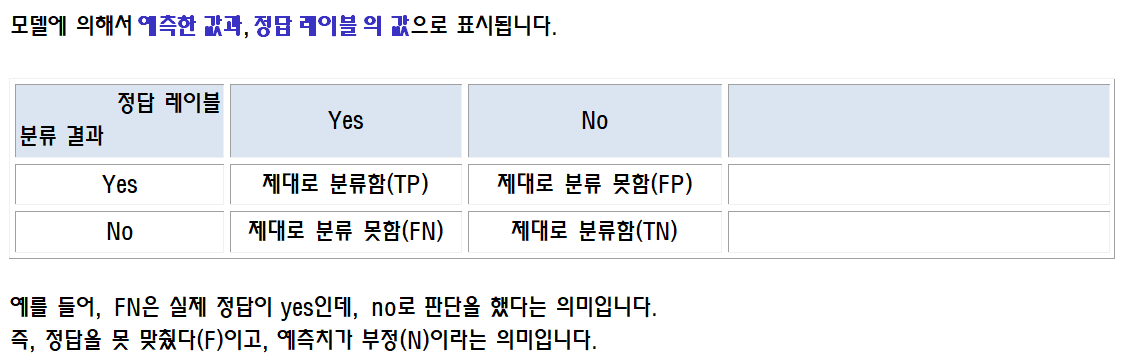 모델에 의해서 예측한 값과, 정답 레이블 의 값으로 표시됩니다.
정답 레이블
분류 결과
Yes
No
Yes
제대로 분류함(TP)
제대로 분류 못함(FP)
No
제대로 분류 못함(FN)
제대로 분류함(TN)
예를 들어, FN은 실제 정답이 yes인데, no로 판단을 했다는 의미입니다.
즉, 정답을 못 맞췄다(F)이고, 예측치가 부정(N)이라는 의미입니다.